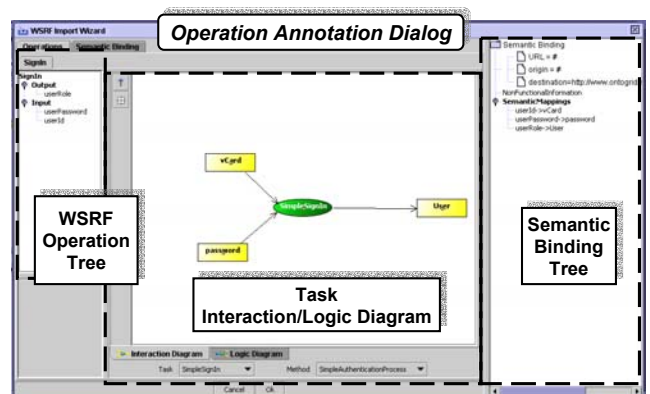 WSRF Import Wizard
Operation Annotation Dialog
Operations Semantic Binding
SignIn
SignIn
Output
userRole
Input
userPassword
userId
WSRF
Operation
Tree
vCard
SimpleSignIn
User
password
Task
Interaction/Logic Diagram
Interaction Diagram Logic Diagram
Task SimpleSignIn Method SimpleAuthenticationProcess
Cancel Ok
Semantic Binding
URL = #
origin = #
destination=http://www.ontogrid
NonFunctionalInformation
SemanticMappings
userId->vCard
userPassword->password
userRole->User
Semantic
Binding
Tree